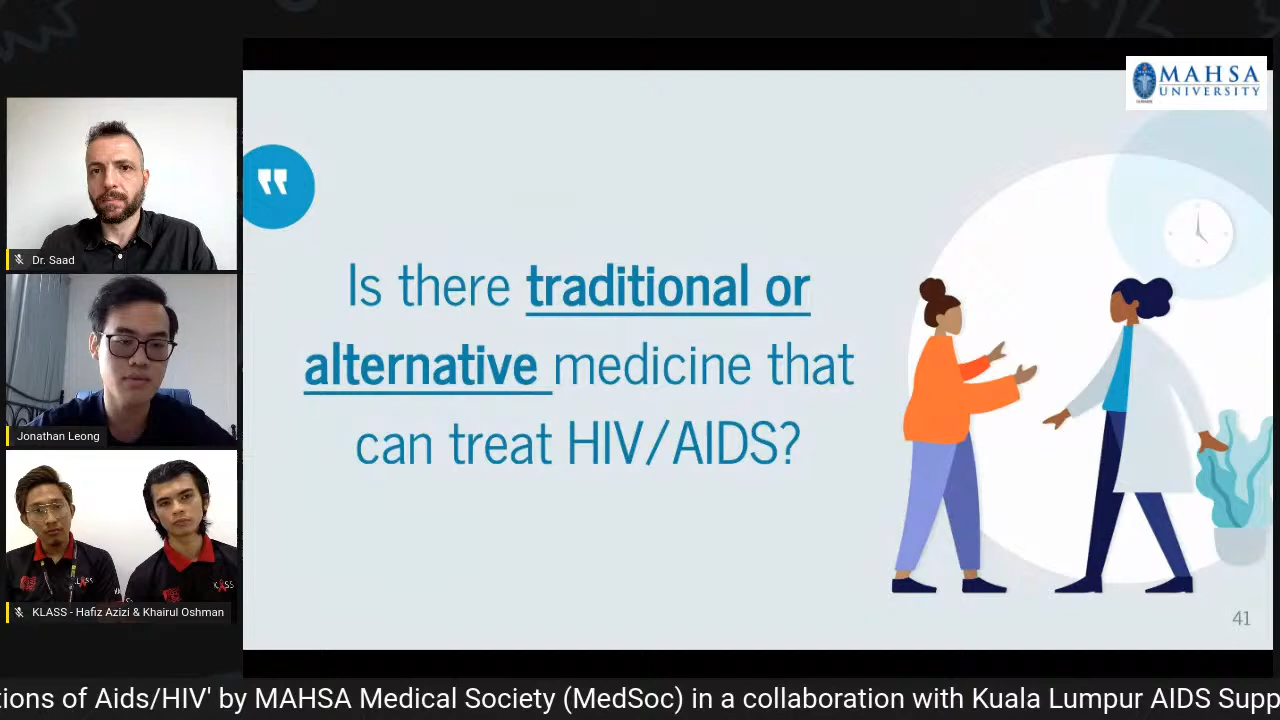 MAHSA
UNIVERSITY
Is there traditional or
alternative medicine that
can treat HIV/AIDS?
41
Dr. Saad
Jonathan Leong
KLASS
KLASS - Hafiz Azizi & Khairul Oshman
tions of Aids/HIV' by MAHSA Medical Society (MedSoc) in a collaboration with Kuala Lumpur AIDS Supp